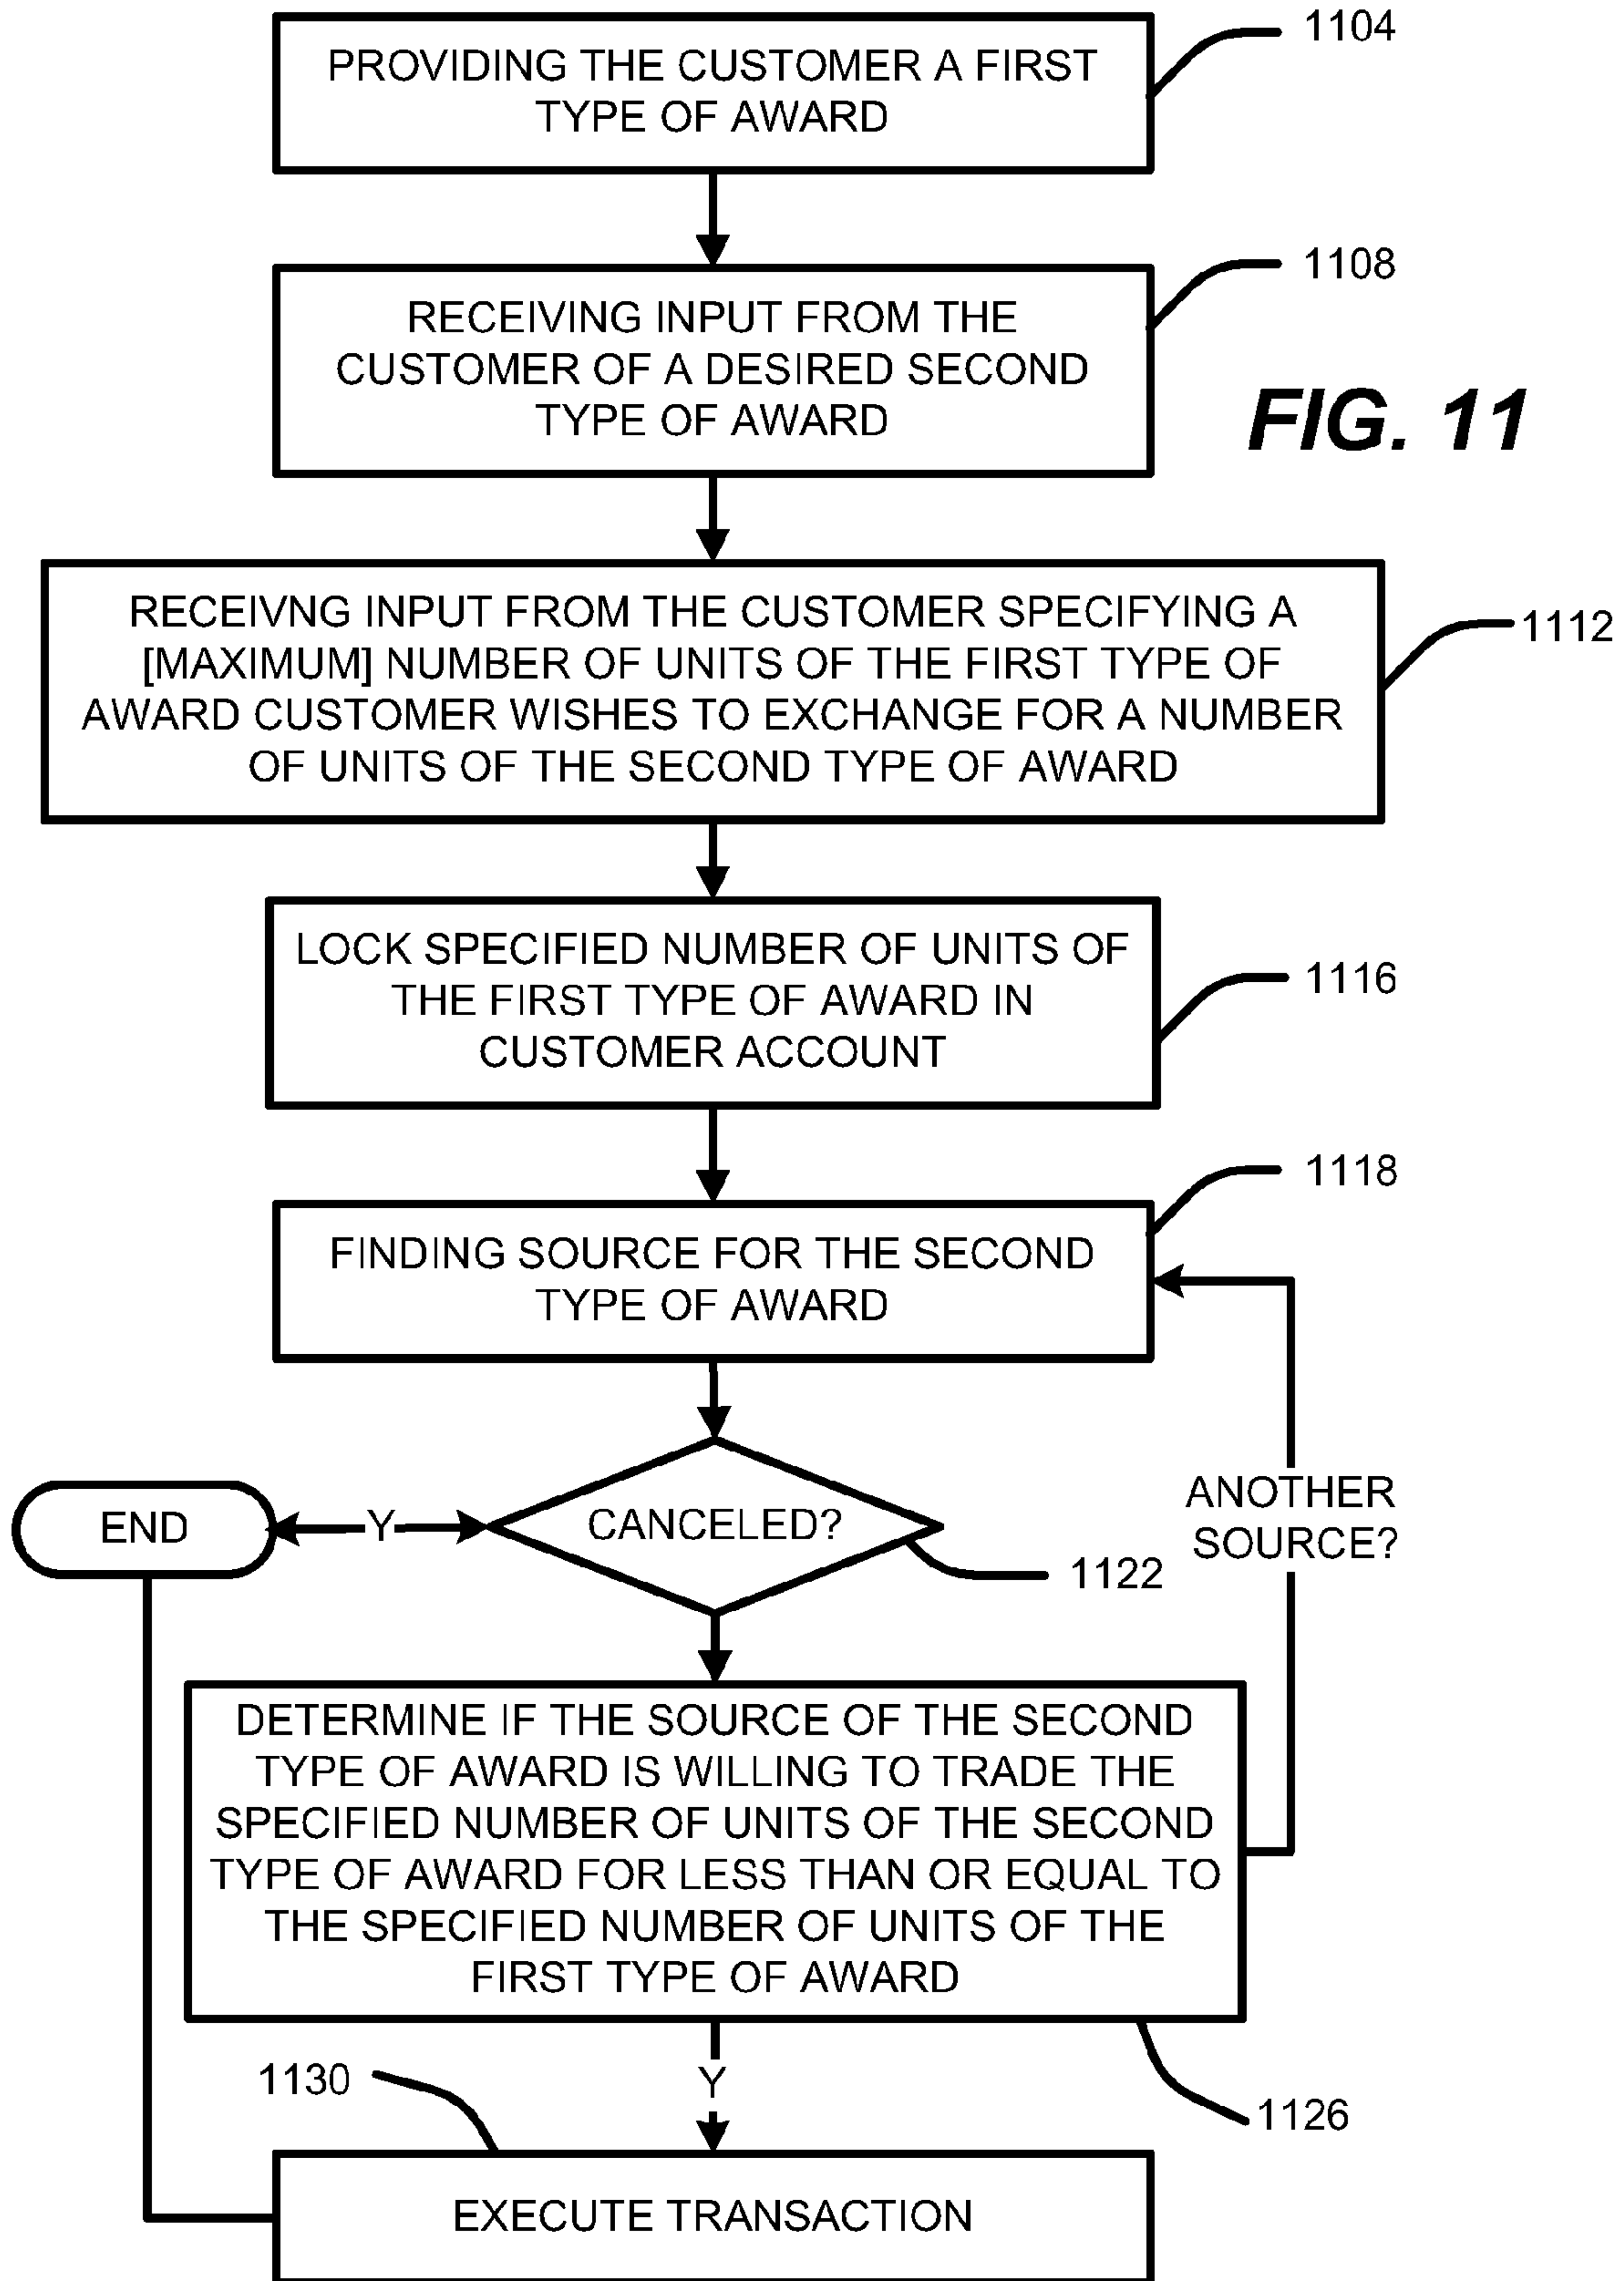 1104
PROVIDING THE CUSTOMER A FIRST
TYPE OF AWARD
1108
RECEIVING INPUT FROM THE
CUSTOMER OF A DESIRED SECOND
TYPE OF AWARD
FIG. 11
RECEIVNG INPUT FROM THE CUSTOMER SPECIFYING A
[MAXIMUM] NUMBER OF UNITS OF THE FIRST TYPE OF
AWARD CUSTOMER WISHES TO EXCHANGE FOR A NUMBER
OF UNITS OF THE SECOND TYPE OF AWARD
1112
LOCK SPECIFIED NUMBER OF UNITS OF
THE FIRST TYPE OF AWARD IN
CUSTOMER ACCOUNT
1116
1118
FINDING SOURCE FOR THE SECOND
TYPE OF AWARD
ANOTHER
SOURCE?
END
Y
CANCELED?
1122
DETERMINE IF THE SOURCE OF THE SECOND
TYPE OF AWARD IS WILLING TO TRADE THE
SPECIFIED NUMBER OF UNITS OF THE SECOND
TYPE OF AWARD FOR LESS THAN OR EQUAL TO
THE SPECIFIED NUMBER OF UNITS OF THE
FIRST TYPE OF AWARD
1130
Y
1126
EXECUTE TRANSACTION